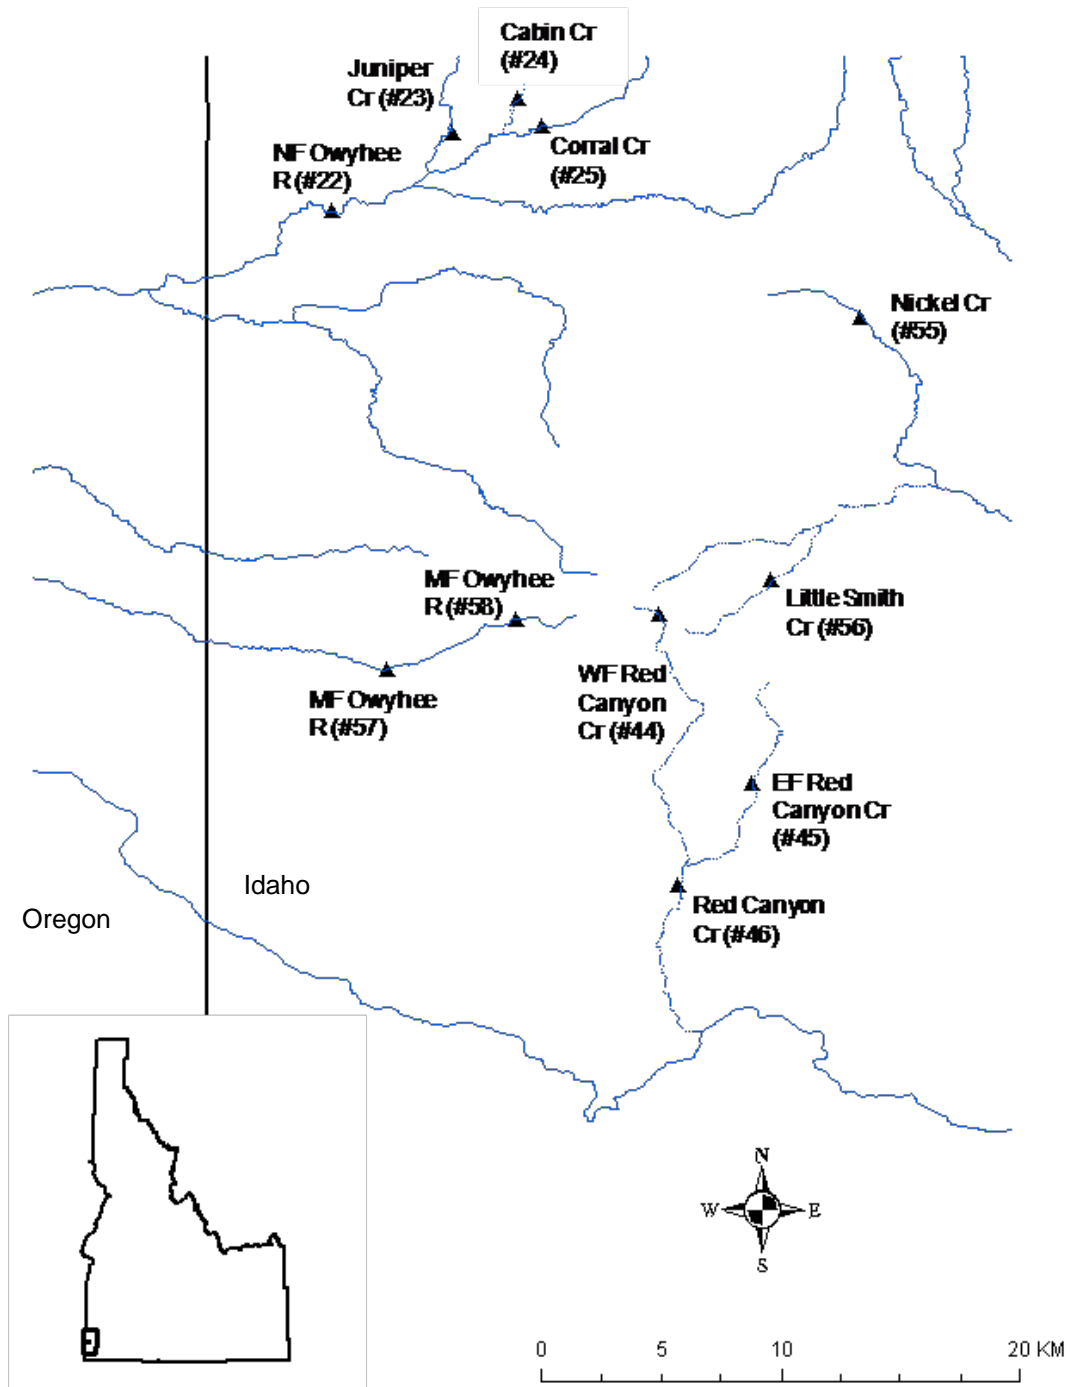 Cabin Cr
(#24)
Juniper
Cr (#23)
Corral Cr
(#25)
NF Owyhee
R (#22)
Nickel Cr
(#55)
MF Owyhee
R (#58)
Little Smith
Cr (#56)
WF Red
Canyon
Cr (#44)
MF Owyhee
R (#57)
EF Red
Canyon Cr
(#45)
Idaho
Oregon
Red Canyon
Cr (#46)
N
W
E
S
0
5
10
20 KM